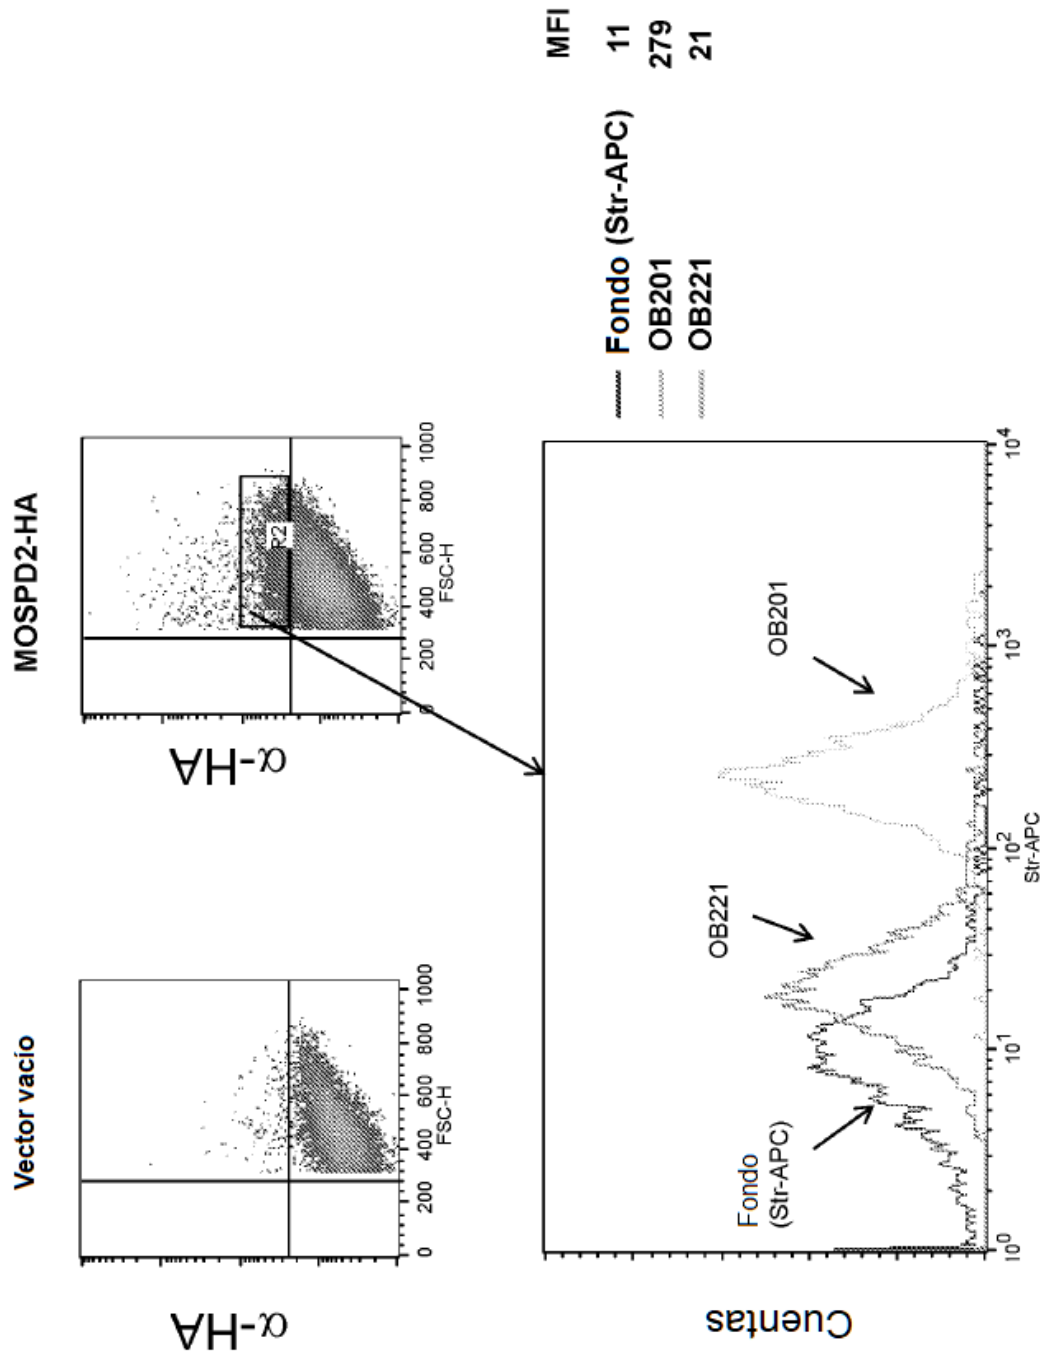 Vector vacío
MOSPD2-HA
α-HA
0 200 400 600 800 1000
FSC-H
α-HA
R2
0 200 400 600 800 1000
FSC-H
Cuentas
Fondo
(Str-APC)
OB221
OB201
10^0 10^1 10^2 10^3 10^4
Str-APC
MFI
Fondo (Str-APC) 11
OB201 279
OB221 21